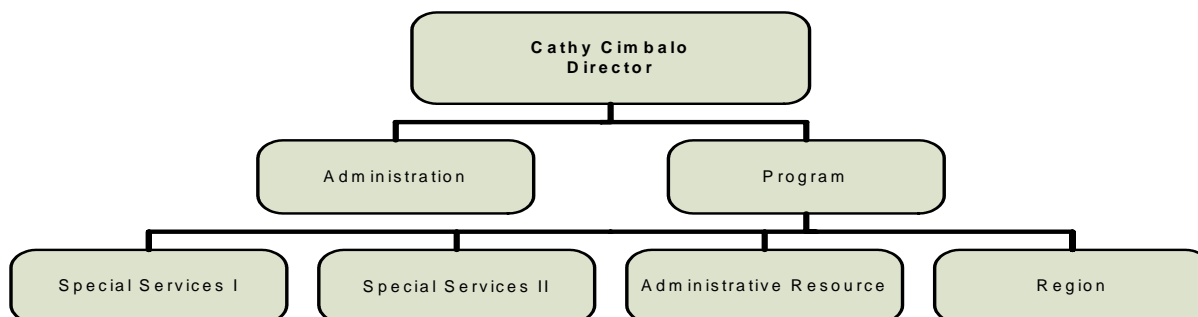 Cathy Cimbalo
Director
Administration
Program
Special Services I
Special Services II
Administrative Resource
Region